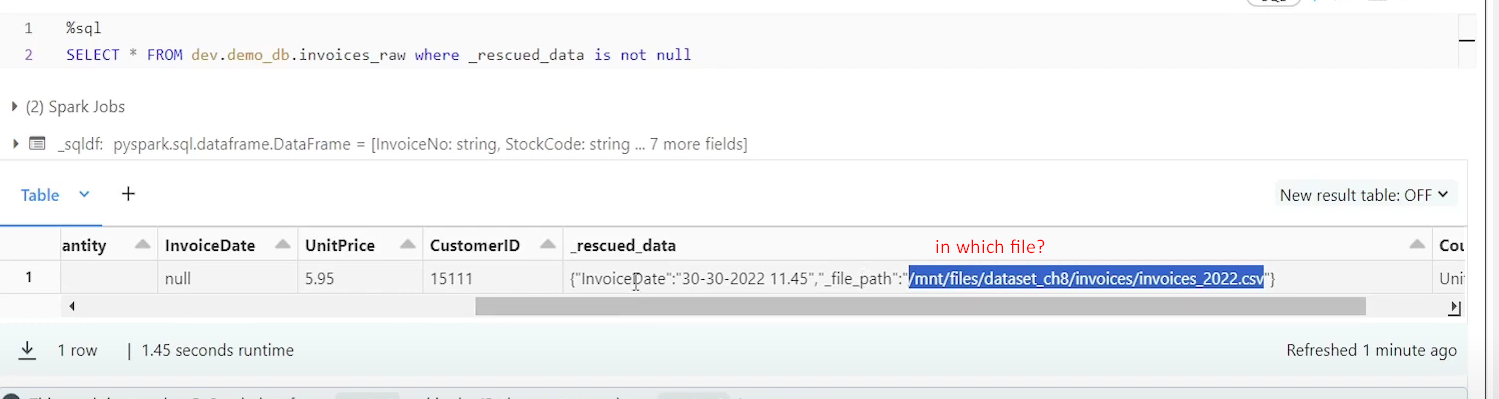 SQL
1 %sql
2 SELECT * FROM dev.demo_db.invoices_raw where _rescued_data is not null
(2) Spark Jobs
_sqldf: pyspark.sql.dataframe.DataFrame = [InvoiceNo: string, StockCode: string ... 7 more fields]
Table +
New result table: OFF
antity InvoiceDate UnitPrice CustomerID _rescued_data in which file? Cou
1 null 5.95 15111 {"InvoiceDate":"30-30-2022 11.45","_file_path":"/mnt/files/dataset_ch8/invoices/invoices_2022.csv"} Uni
1 row | 1.45 seconds runtime
Refreshed 1 minute ago